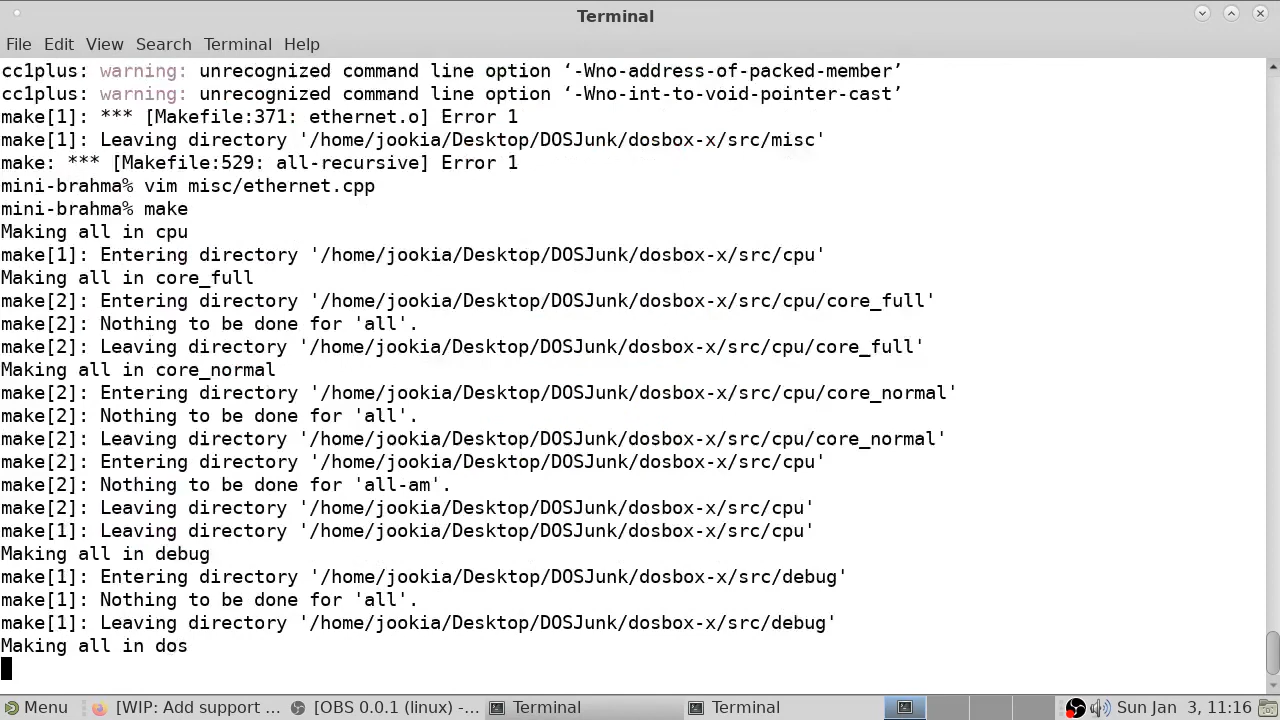 Terminal
File Edit View Search Terminal Help
cc1plus: warning: unrecognized command line option ‘-Wno-address-of-packed-member’
cc1plus: warning: unrecognized command line option ‘-Wno-int-to-void-pointer-cast’
make[1]: *** [Makefile:371: ethernet.o] Error 1
make[1]: Leaving directory '/home/jookia/Desktop/DOSJunk/dosbox-x/src/misc'
make: *** [Makefile:529: all-recursive] Error 1
mini-brahma% vim misc/ethernet.cpp
mini-brahma% make
Making all in cpu
make[1]: Entering directory '/home/jookia/Desktop/DOSJunk/dosbox-x/src/cpu'
Making all in core_full
make[2]: Entering directory '/home/jookia/Desktop/DOSJunk/dosbox-x/src/cpu/core_full'
make[2]: Nothing to be done for 'all'.
make[2]: Leaving directory '/home/jookia/Desktop/DOSJunk/dosbox-x/src/cpu/core_full'
Making all in core_normal
make[2]: Entering directory '/home/jookia/Desktop/DOSJunk/dosbox-x/src/cpu/core_normal'
make[2]: Nothing to be done for 'all'.
make[2]: Leaving directory '/home/jookia/Desktop/DOSJunk/dosbox-x/src/cpu/core_normal'
make[2]: Entering directory '/home/jookia/Desktop/DOSJunk/dosbox-x/src/cpu'
make[2]: Nothing to be done for 'all-am'.
make[2]: Leaving directory '/home/jookia/Desktop/DOSJunk/dosbox-x/src/cpu'
make[1]: Leaving directory '/home/jookia/Desktop/DOSJunk/dosbox-x/src/cpu'
Making all in debug
make[1]: Entering directory '/home/jookia/Desktop/DOSJunk/dosbox-x/src/debug'
make[1]: Nothing to be done for 'all'.
make[1]: Leaving directory '/home/jookia/Desktop/DOSJunk/dosbox-x/src/debug'
Making all in dos
Menu [WIP: Add support ... [OBS 0.0.1 (linux) -... Terminal Terminal Sun Jan 3, 11:16